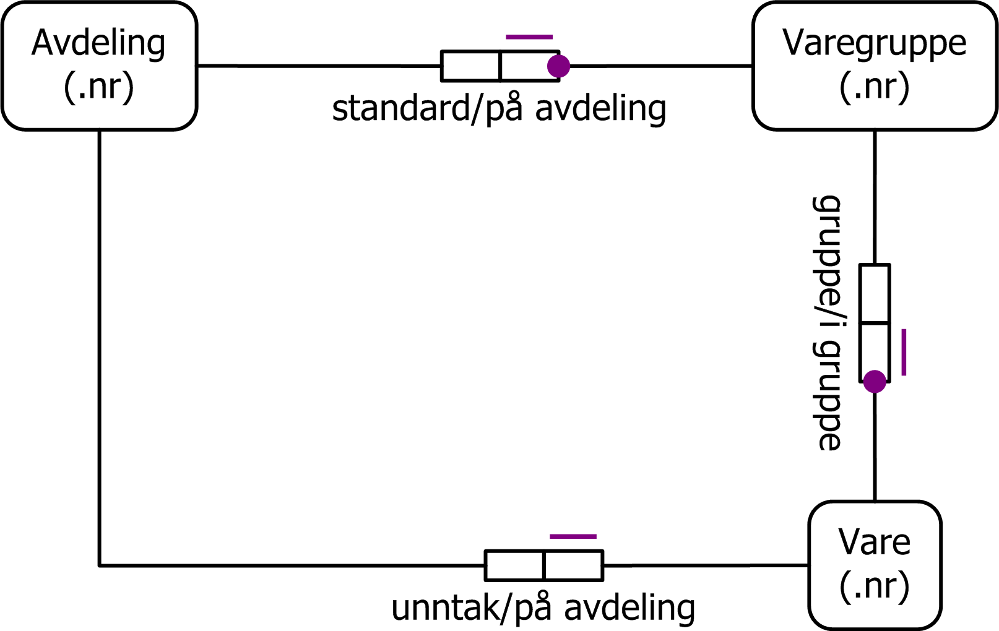 Avdeling
(.nr)
standard/på avdeling
Varegruppe
(.nr)
gruppe/i gruppe
Vare
(.nr)
unntak/på avdeling